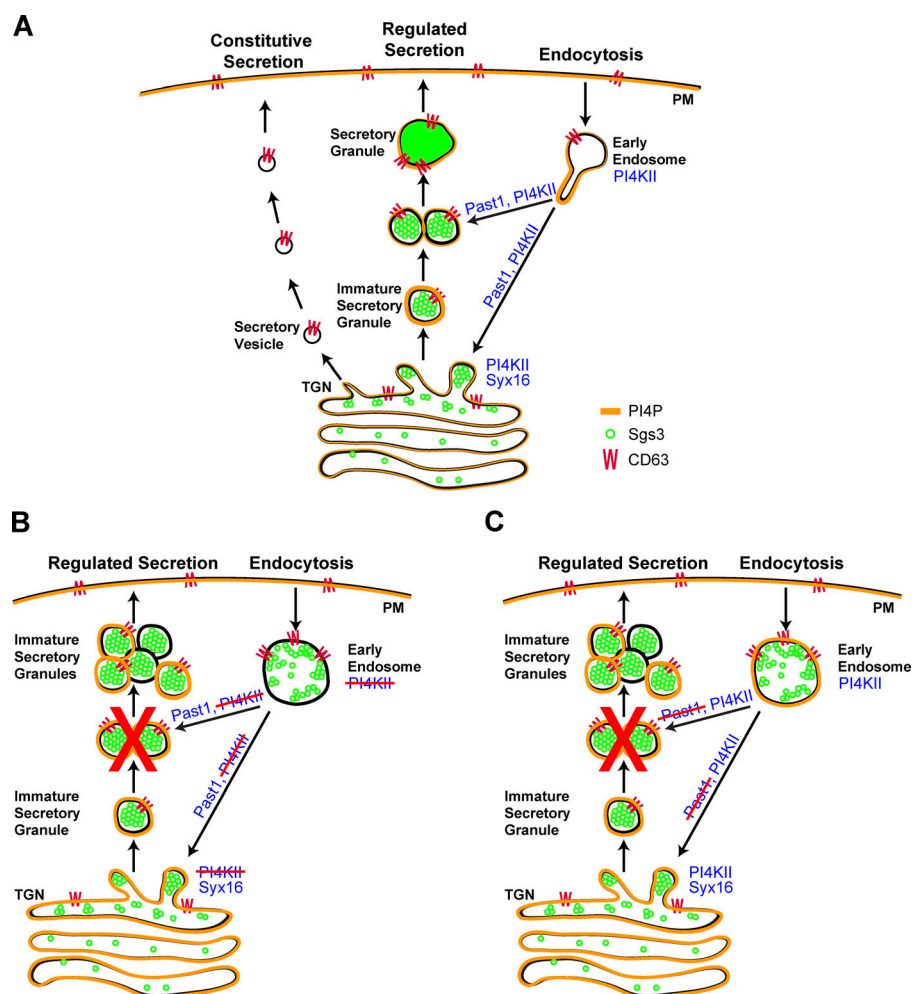 A
Constitutive
Secretion
Regulated
Secretion
Endocytosis
PM
Secretory
Granule
Early
Endosome
PI4KII
Past1, PI4KII
Past1, PI4KII
Immature
Secretory
Granule
Secretory
Vesicle
TGN
PI4KII
Syx16
PI4P
Sgs3
CD63
B
Regulated Secretion
Endocytosis
PM
Immature
Secretory
Granules
Early
Endosome
PI4KII
Past1, PI4KII
Past1, PI4KII
Immature
Secretory
Granule
TGN
PI4KII
Syx16
C
Regulated Secretion
Endocytosis
PM
Immature
Secretory
Granules
Early
Endosome
PI4KII
Past1, PI4KII
Past1, PI4KII
Immature
Secretory
Granule
TGN
PI4KII
Syx16